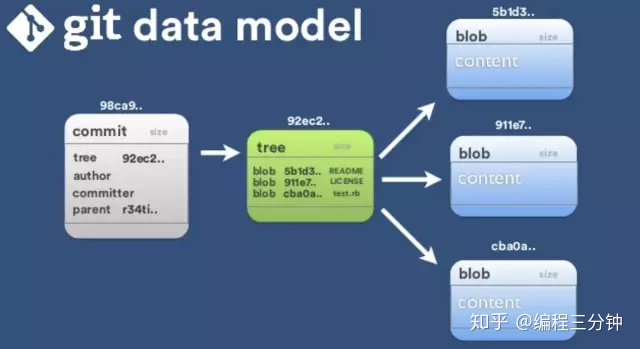 git data model
98ca9..
commit size
tree 92ec2..
author
committer
parent r34ti..
92ec2..
tree size
blob 5b1d3.. README
blob 911e7.. LICENSE
blob cba0a.. test.rb
5b1d3..
blob size
content
911e7..
blob size
content
cba0a..
blob size
content
知乎 @编程三分钟